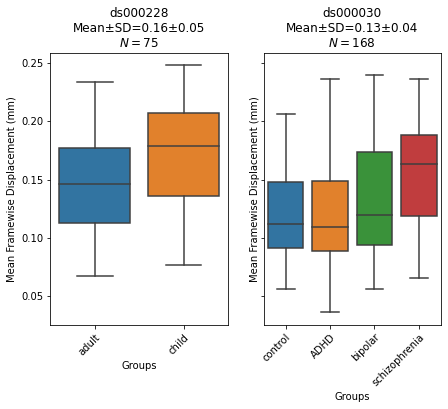 ds000228
Mean±SD=0.16±0.05
N = 75
ds000030
Mean±SD=0.13±0.04
N = 168
Mean Framewise Displacement (mm)
0.25
0.20
0.15
0.10
0.05
adult
child
Groups
Mean Framewise Displacement (mm)
control
ADHD
bipolar
schizophrenia
Groups